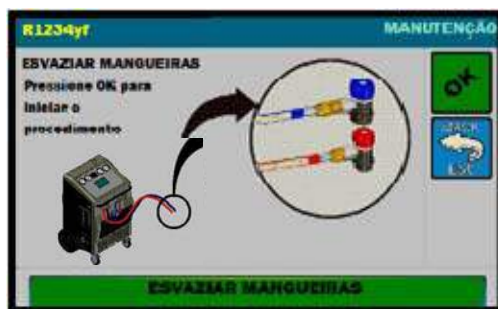 R1234yf
MANUTENÇÃO
ESVAZIAR MANGUEIRAS
Pressione OK para
iniciar o
procedimento
OK
BACK
ESC
ESVAZIAR MANGUEIRAS